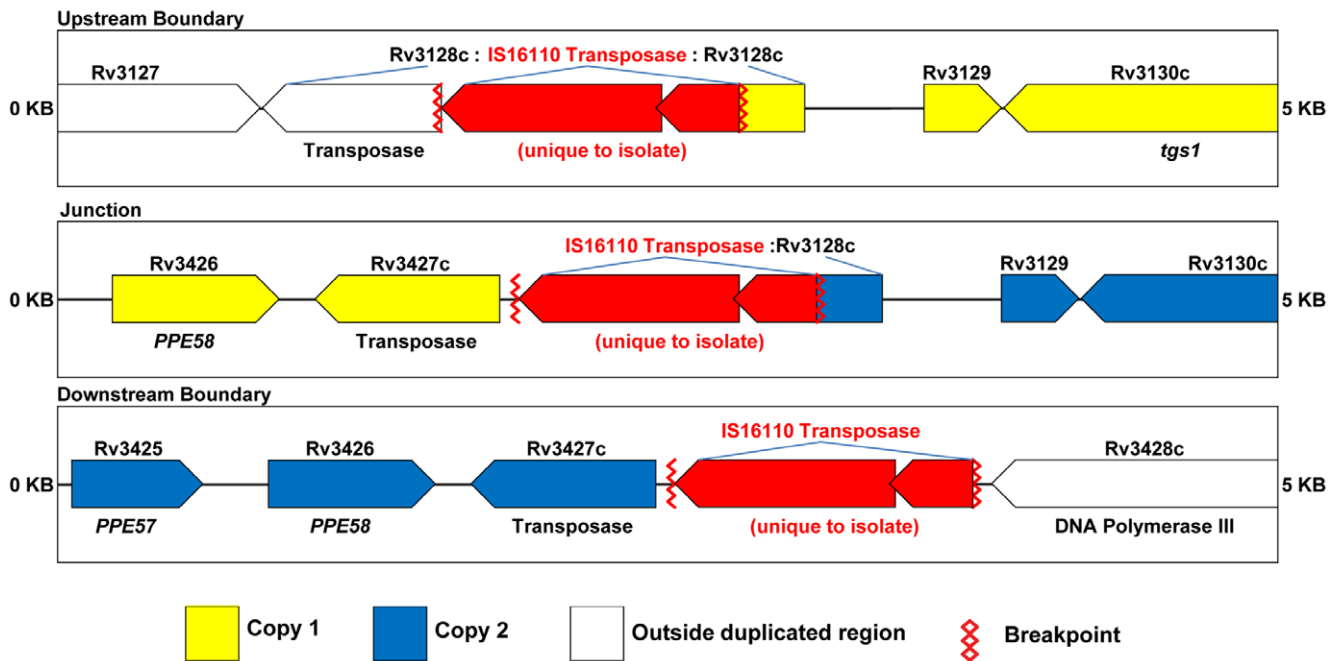 Upstream Boundary
Rv3128c : IS16110 Transposase : Rv3128c
Rv3127
Rv3129
Rv3130c
0 KB
5 KB
Transposase
(unique to isolate)
tgs1
Junction
IS16110 Transposase :Rv3128c
Rv3426
Rv3427c
Rv3129
Rv3130c
0 KB
5 KB
PPE58
Transposase
(unique to isolate)
Downstream Boundary
IS16110 Transposase
Rv3425
Rv3426
Rv3427c
Rv3428c
0 KB
5 KB
PPE57
PPE58
Transposase
(unique to isolate)
DNA Polymerase III
Copy 1
Copy 2
Outside duplicated region
Breakpoint